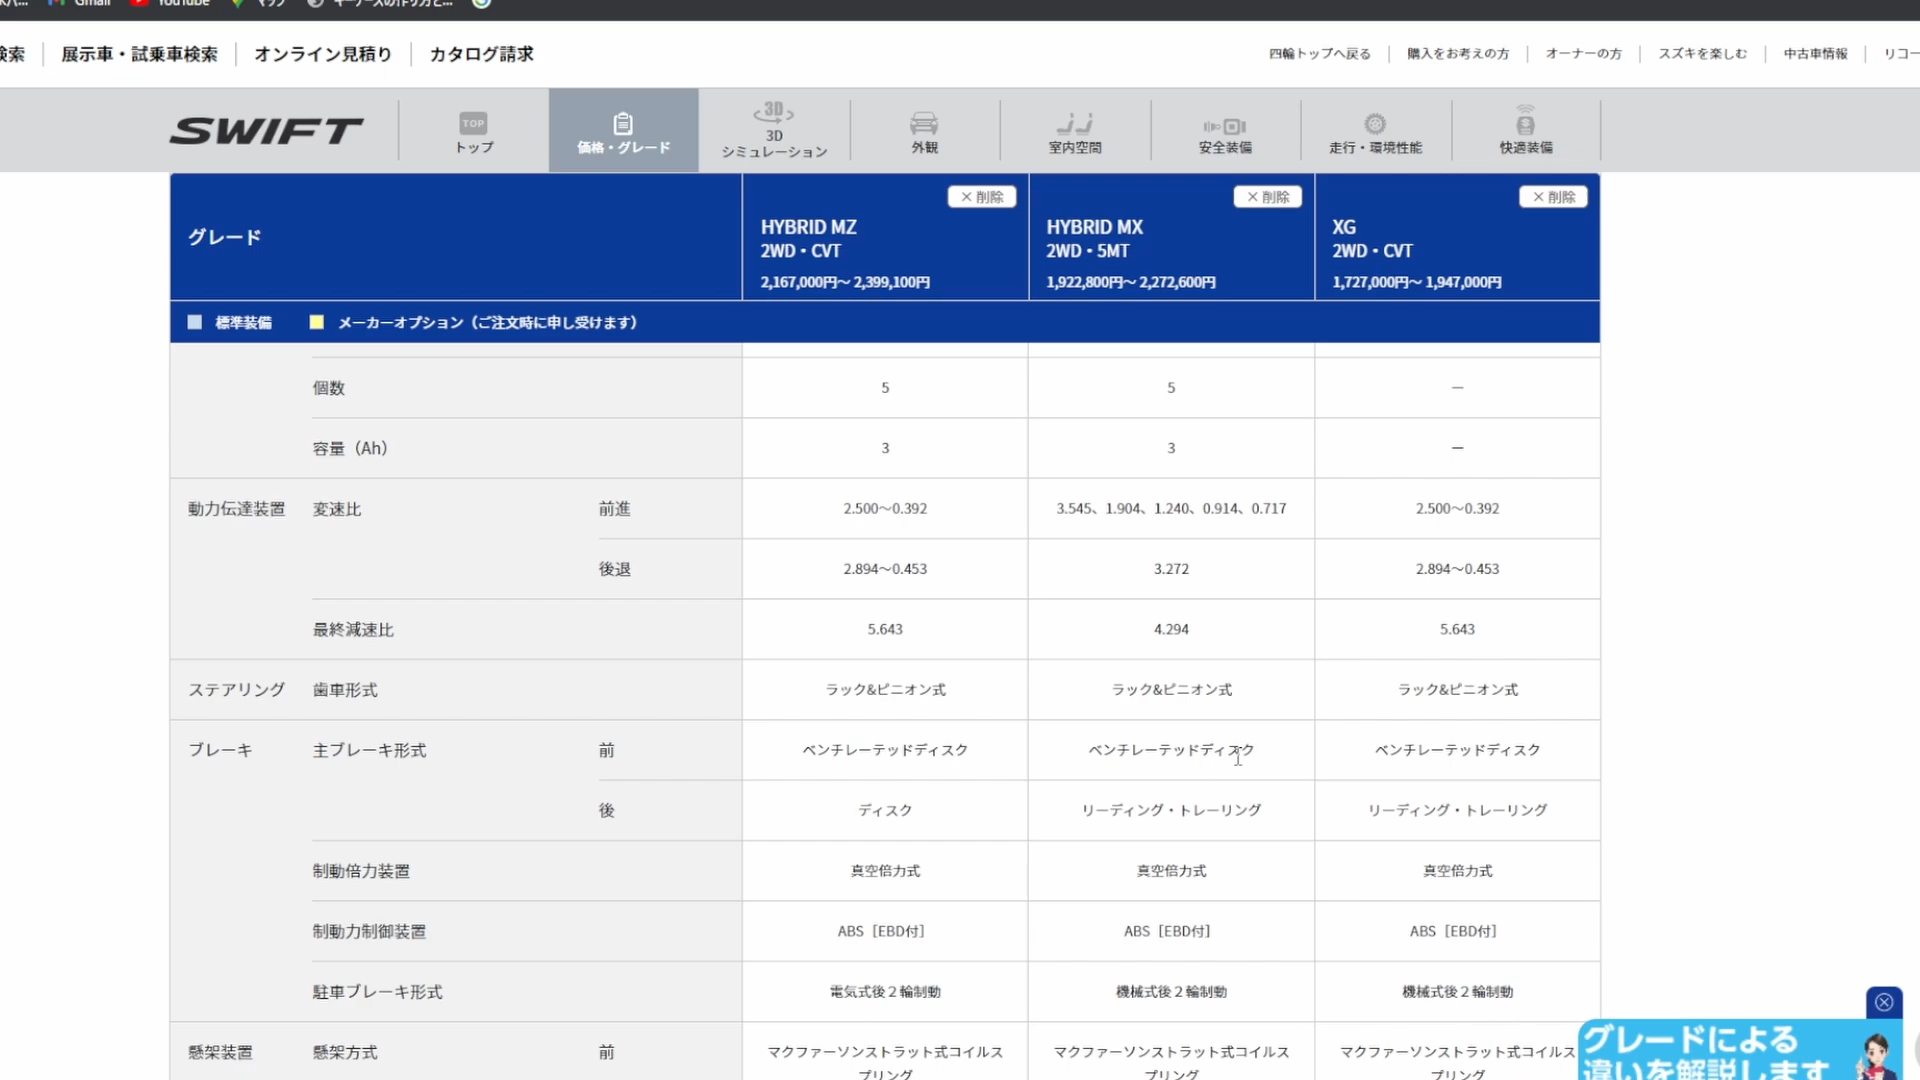 Gmail
YouTube
マップ
検索
展示車・試乗車検索
オンライン見積り
カタログ請求
四輪トップへ戻る
購入をお考えの方
オーナーの方
スズキを楽しむ
中古車情報
リコー
SWIFT
TOP
トップ
価格・グレード
3D
3D
シミュレーション
外観
室内空間
安全装備
走行・環境性能
快適装備
グレード
×削除
HYBRID MZ
2WD・CVT
2,167,000円～2,399,100円
×削除
HYBRID MX
2WD・5MT
1,922,800円～2,272,600円
×削除
XG
2WD・CVT
1,727,000円～1,947,000円
標準装備 メーカーオプション（ご注文時に申し受けます）
個数 5 5 －
容量（Ah） 3 3 －
動力伝達装置 変速比 前進 2.500～0.392 3.545、1.904、1.240、0.914、0.717 2.500～0.392
後退 2.894～0.453 3.272 2.894～0.453
最終減速比 5.643 4.294 5.643
ステアリング 歯車形式 ラック&ピニオン式 ラック&ピニオン式 ラック&ピニオン式
ブレーキ 主ブレーキ形式 前 ベンチレーテッドディスク ベンチレーテッドディスク ベンチレーテッドディスク
後 ディスク リーディング・トレーリング リーディング・トレーリング
制動倍力装置 真空倍力式 真空倍力式 真空倍力式
制動力制御装置 ABS［EBD付］ ABS［EBD付］ ABS［EBD付］
駐車ブレーキ形式 電気式後２輪制動 機械式後２輪制動 機械式後２輪制動
懸架装置 懸架方式 前 マクファーソンストラット式コイルス マクファーソンストラット式コイルス マクファーソンストラット式コイルス
プリング プリング プリング
グレードによる
違いを解説します